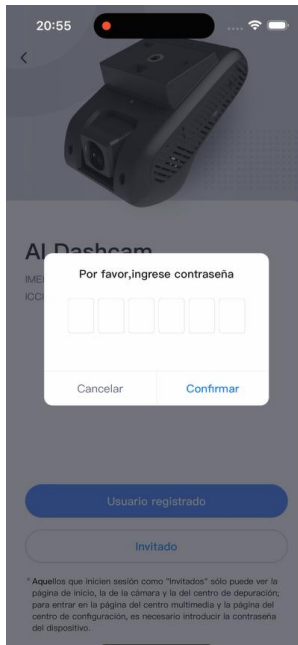 20:55
AI Dashcam
IMEI
ICCI
Por favor,ingrese contraseña
Cancelar
Confirmar
Usuario registrado
Invitado
* Aquellos que inicien sesión como "Invitados" sólo puede ver la
página de inicio, la de la cámara y la del centro de depuración;
para entrar en la página del centro multimedia y la página del
centro de configuración, es necesario introducir la contraseña
del dispositivo.